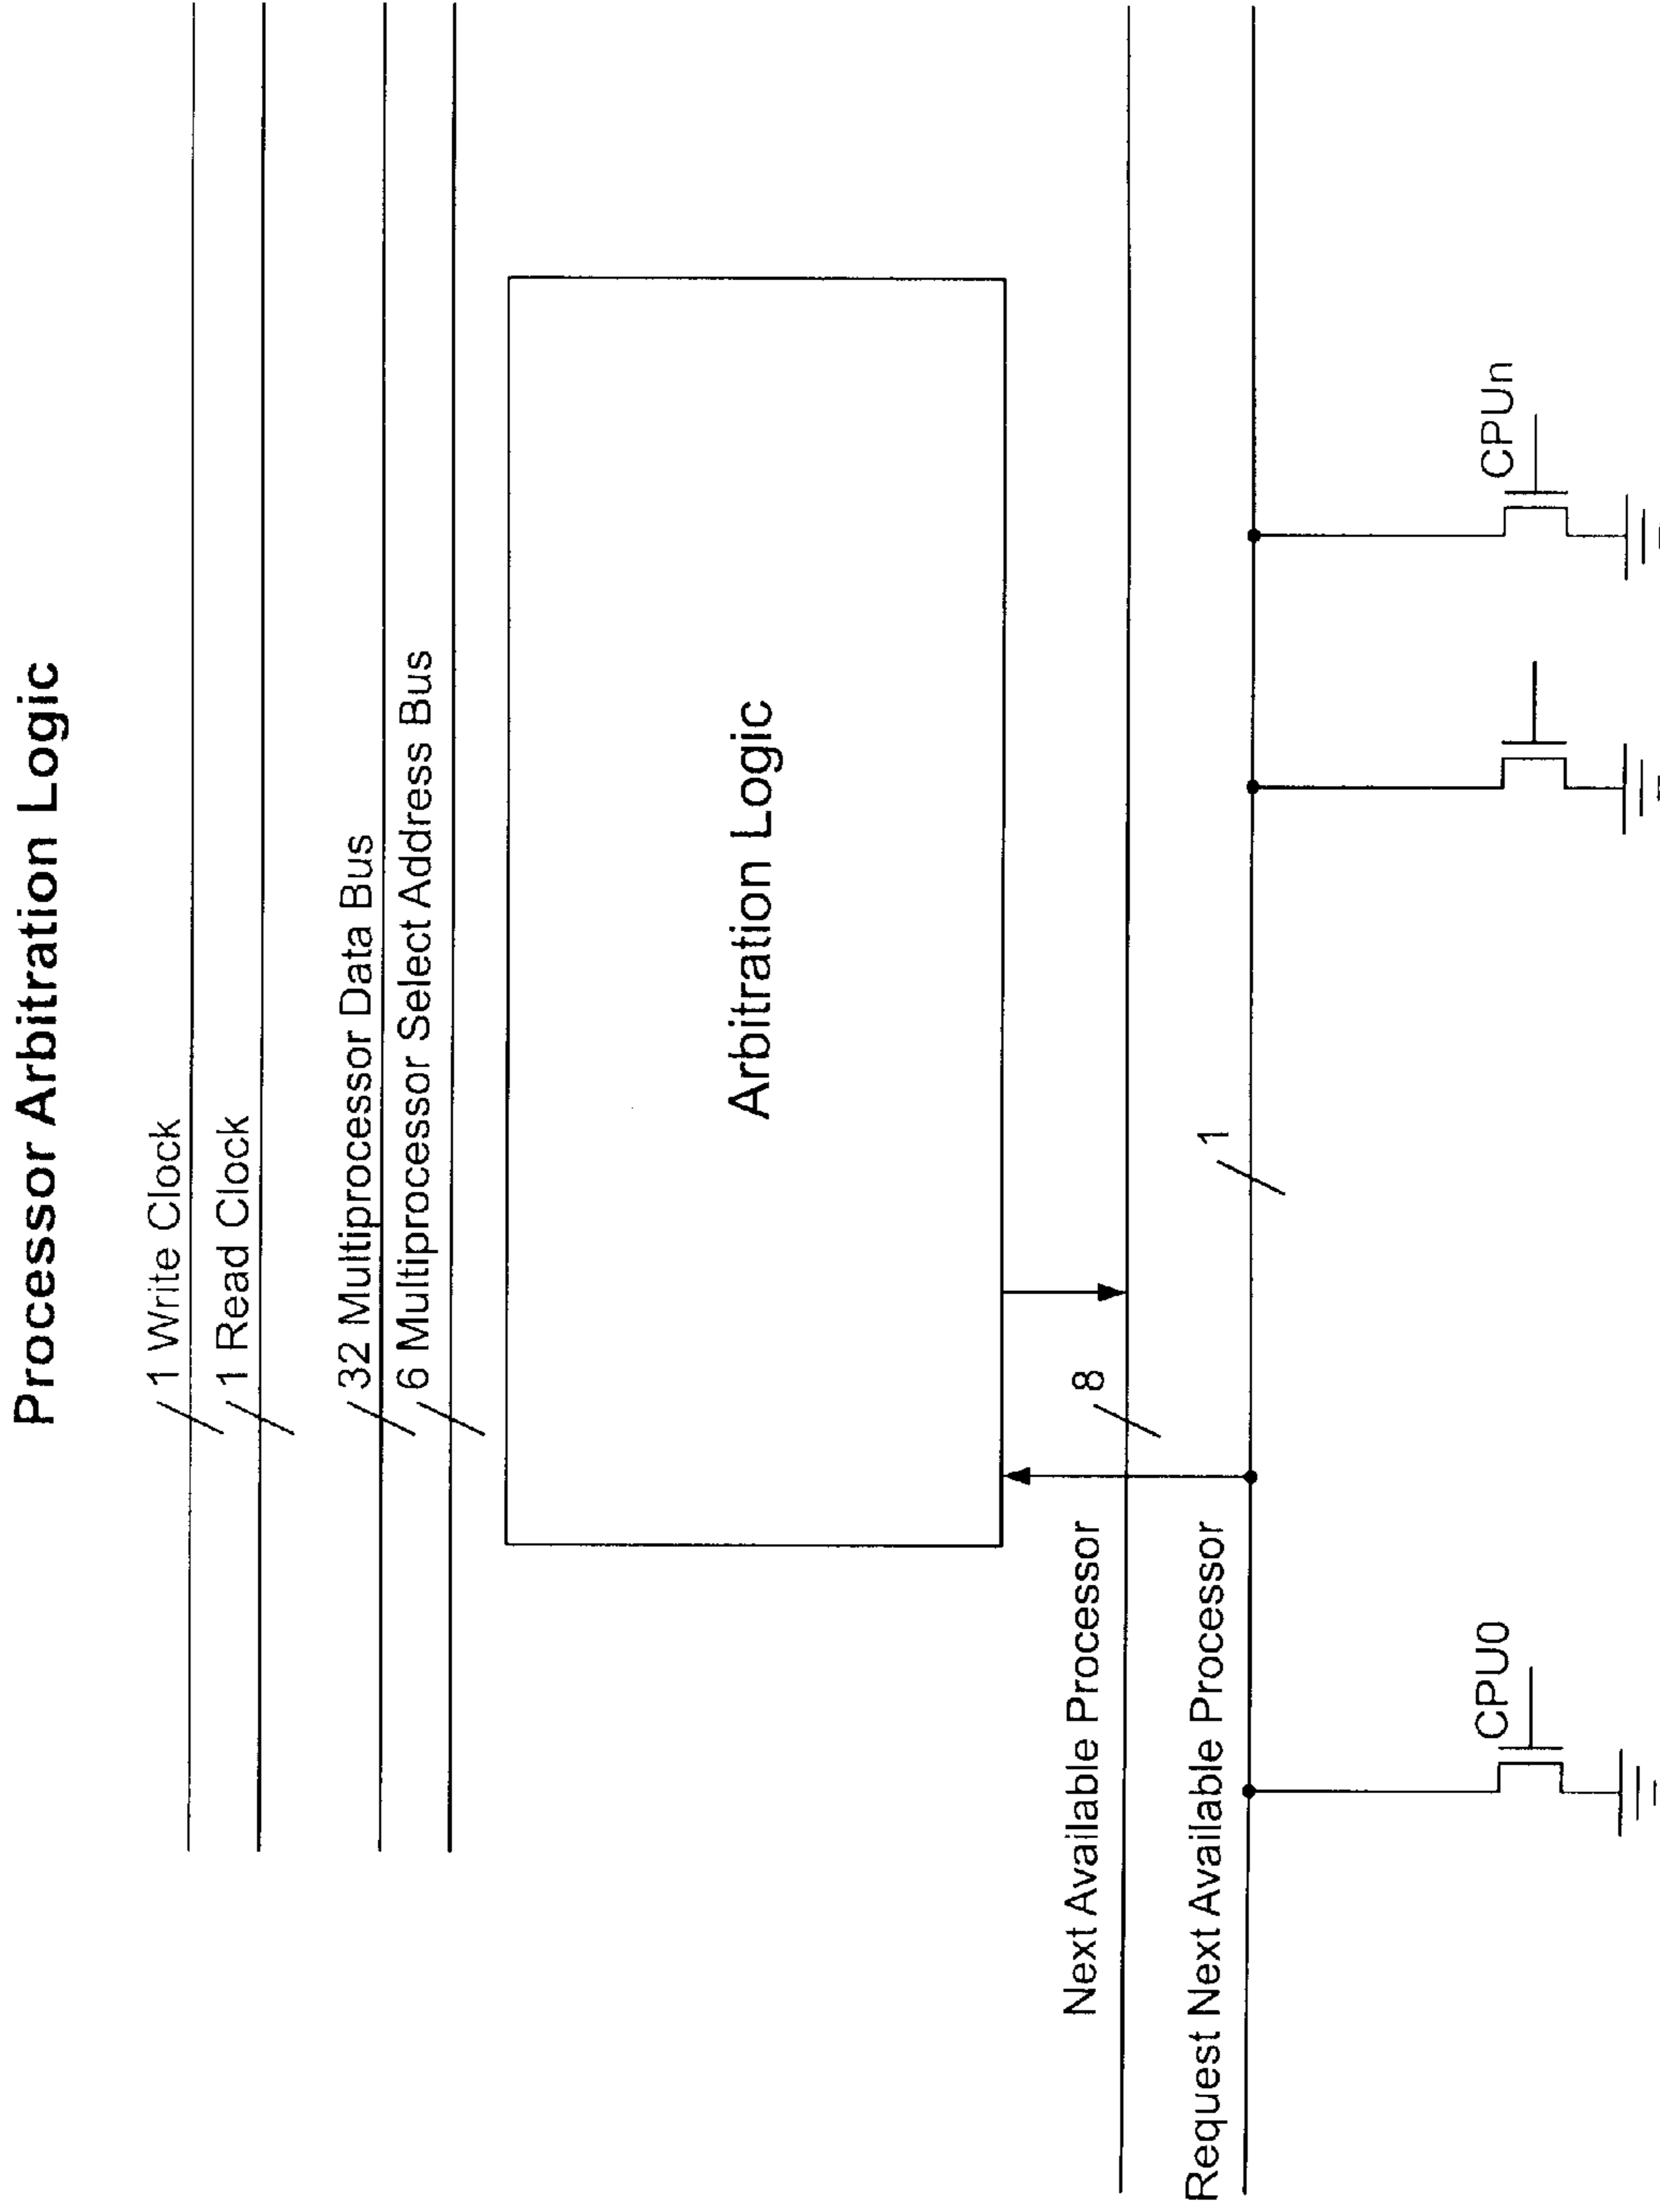 Processor Arbitration Logic
1 Write Clock
1 Read Clock
32 Multiprocessor Data Bus
6 Multiprocessor Select Address Bus
Arbitration Logic
8
Next Available Processor
1
Request Next Available Processor
CPU0
CPUn